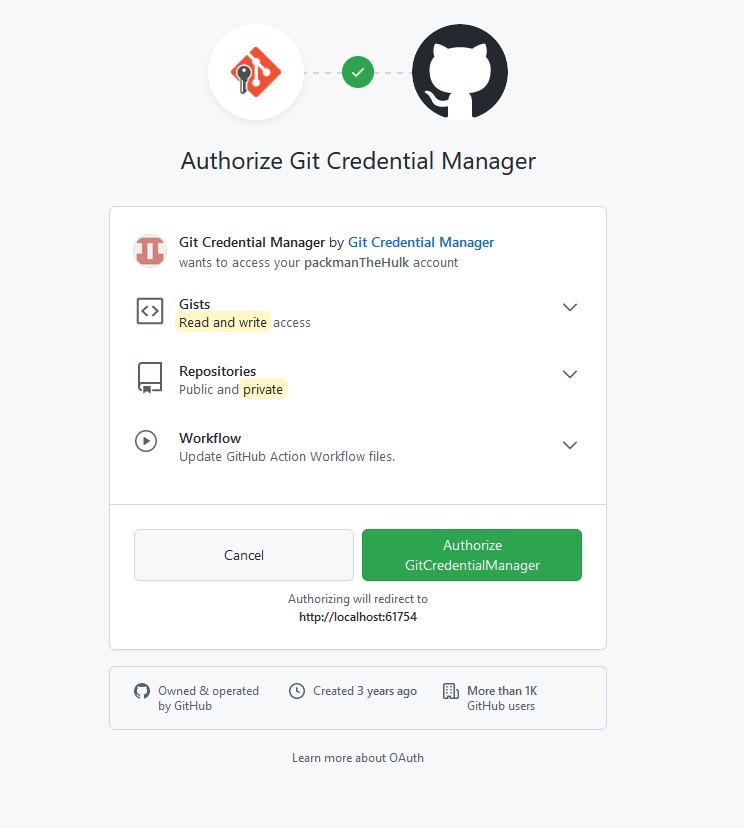 Authorize Git Credential Manager
Git Credential Manager by Git Credential Manager
wants to access your packmanTheHulk account
Gists
Read and write access
Repositories
Public and private
Workflow
Update GitHub Action Workflow files.
Cancel
Authorize
GitCredentialManager
Authorizing will redirect to
http://localhost:61754
Owned & operated
by GitHub
Created 3 years ago
More than 1K
GitHub users
Learn more about OAuth